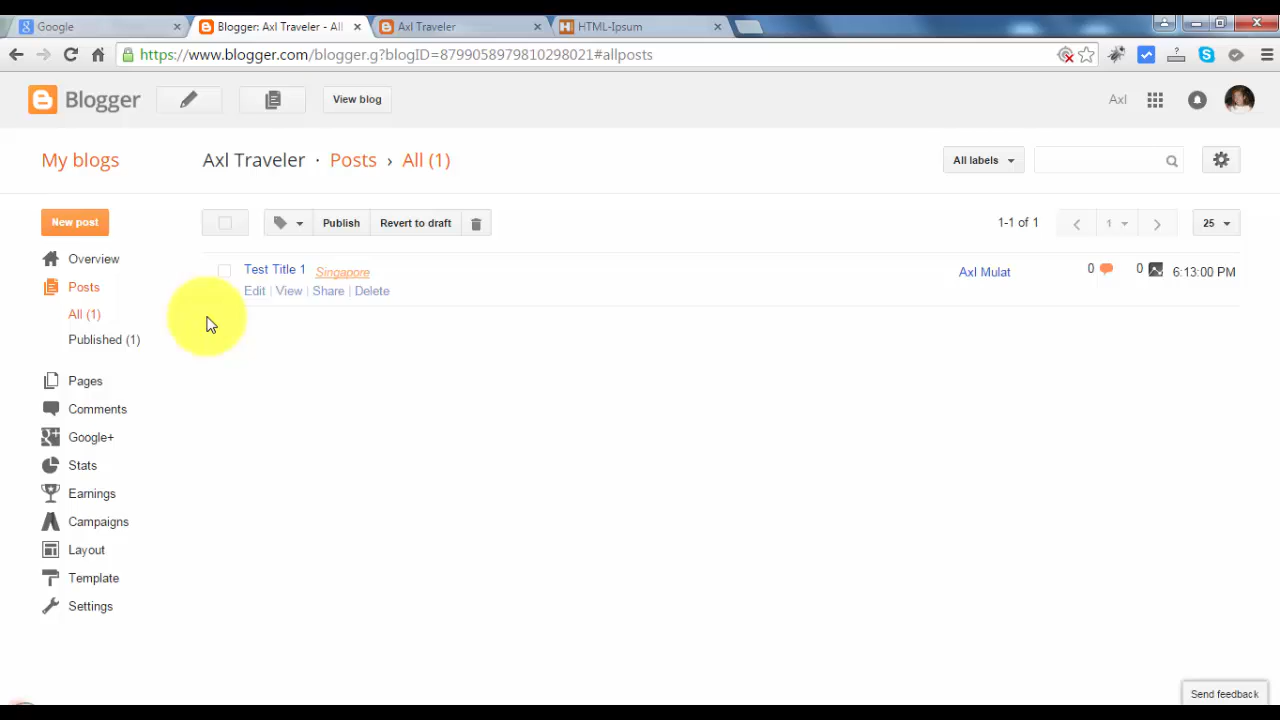 Google
Blogger: Axl Traveler - All
Axl Traveler
HTML-Ipsum
https://www.blogger.com/blogger.g?blogID=8799058979810298021#allposts
Blogger
View blog
Axl
My blogs
Axl Traveler · Posts › All (1)
All labels
New post
Publish
Revert to draft
1-1 of 1
1
25
Overview
Posts
All (1)
Published (1)
Pages
Comments
Google+
Stats
Earnings
Campaigns
Layout
Template
Settings
Test Title 1 Singapore
Edit | View | Share | Delete
Axl Mulat
0
0
6:13:00 PM
Send feedback